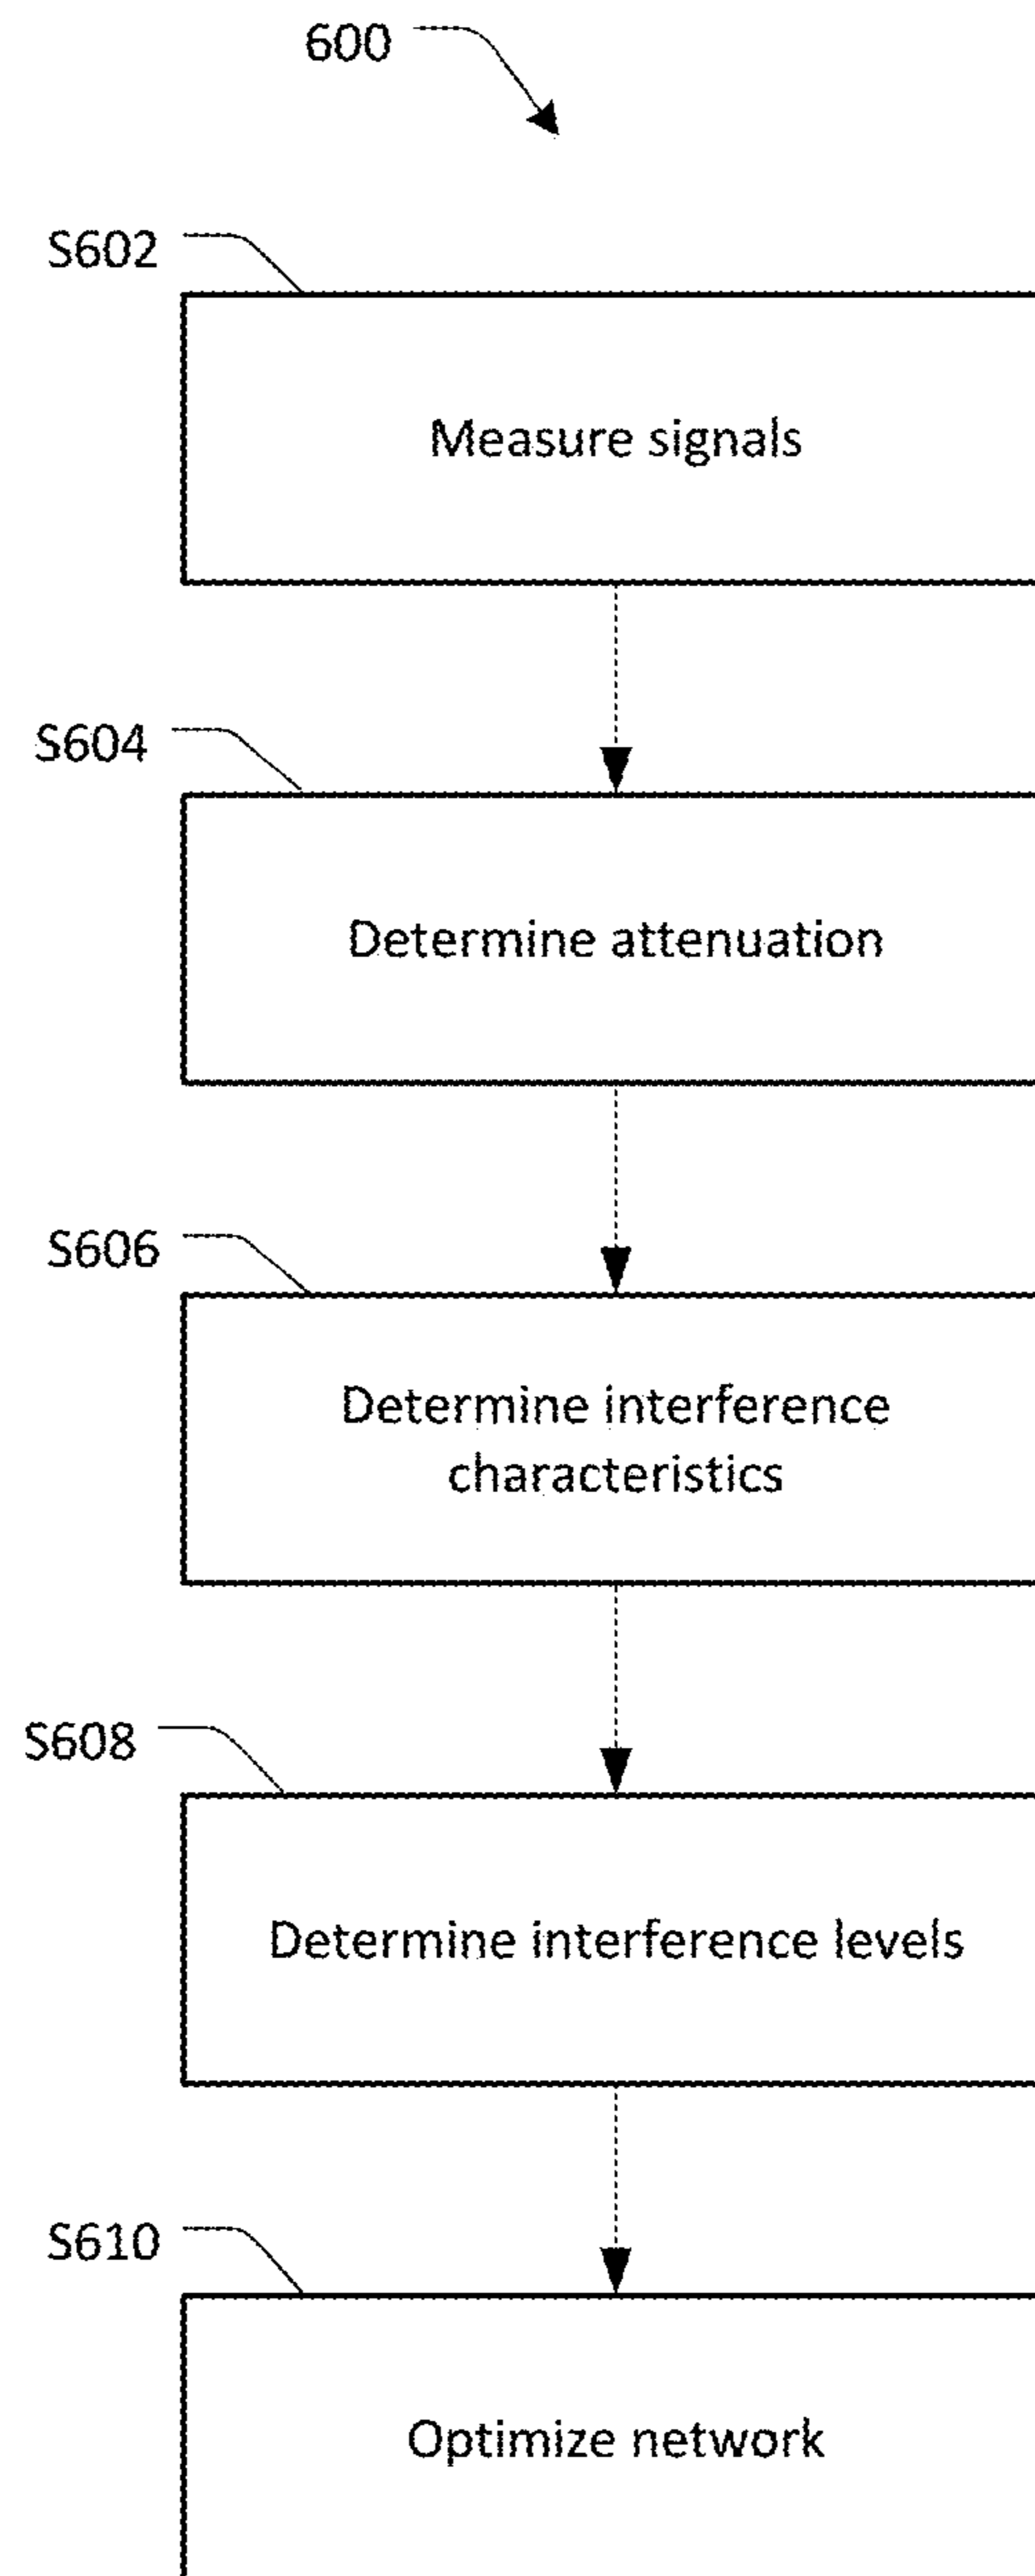 600
S602
Measure signals
S604
Determine attenuation
S606
Determine interference
characteristics
S608
Determine interference levels
S610
Optimize network